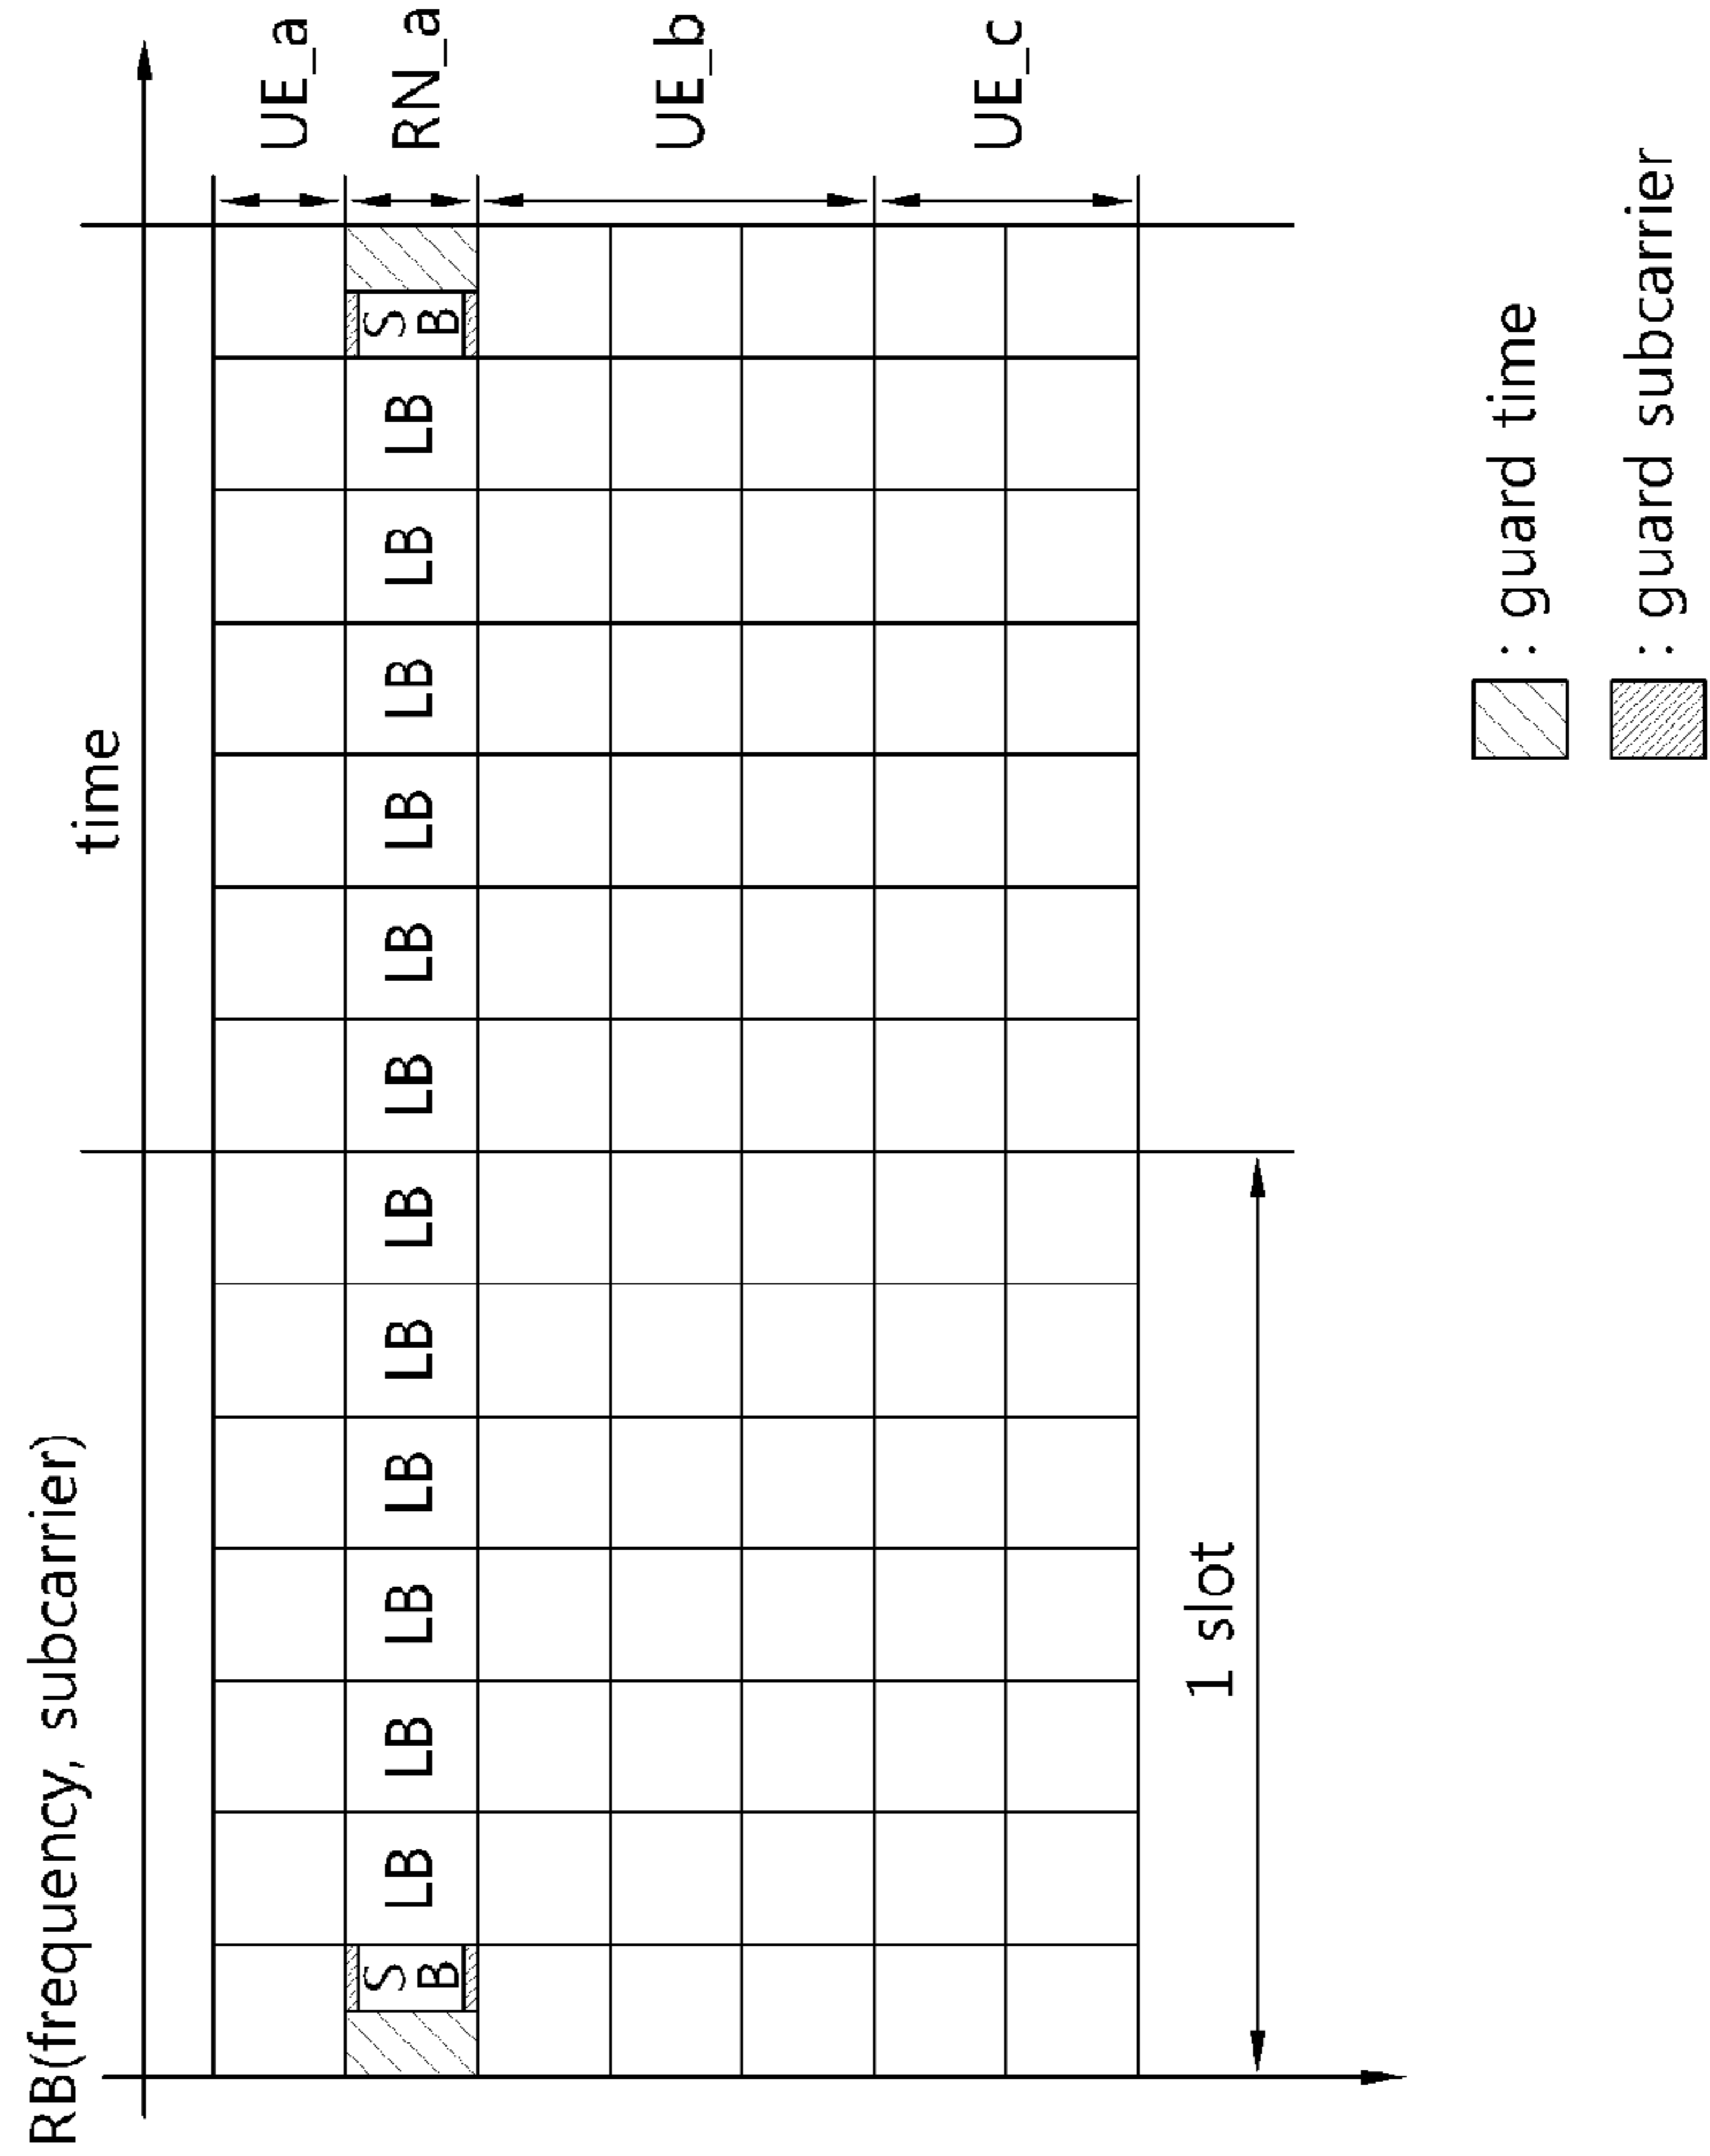 RB(frequency, subcarrier)
time
UE_a
S B LB LB LB LB LB LB LB LB LB LB LB LB S B RN_a
UE_b
UE_c
1 slot
: guard time
: guard subcarrier